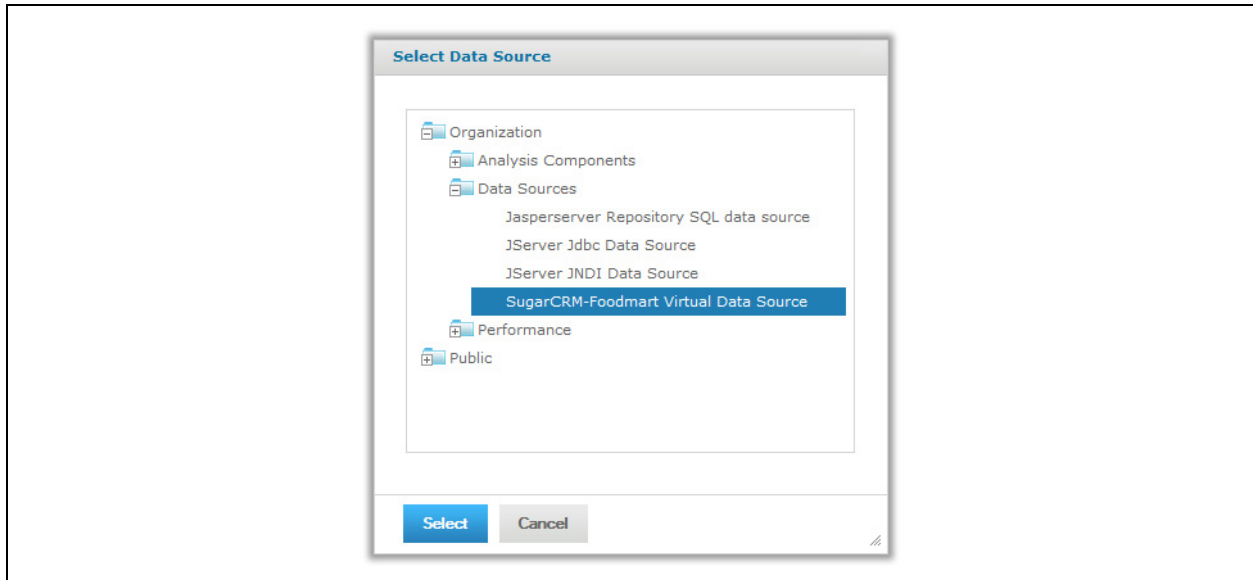 Select Data Source
Organization
Analysis Components
Data Sources
Jasperserver Repository SQL data source
JServer Jdbc Data Source
JServer JNDI Data Source
SugarCRM-Foodmart Virtual Data Source
Performance
Public
Select Cancel